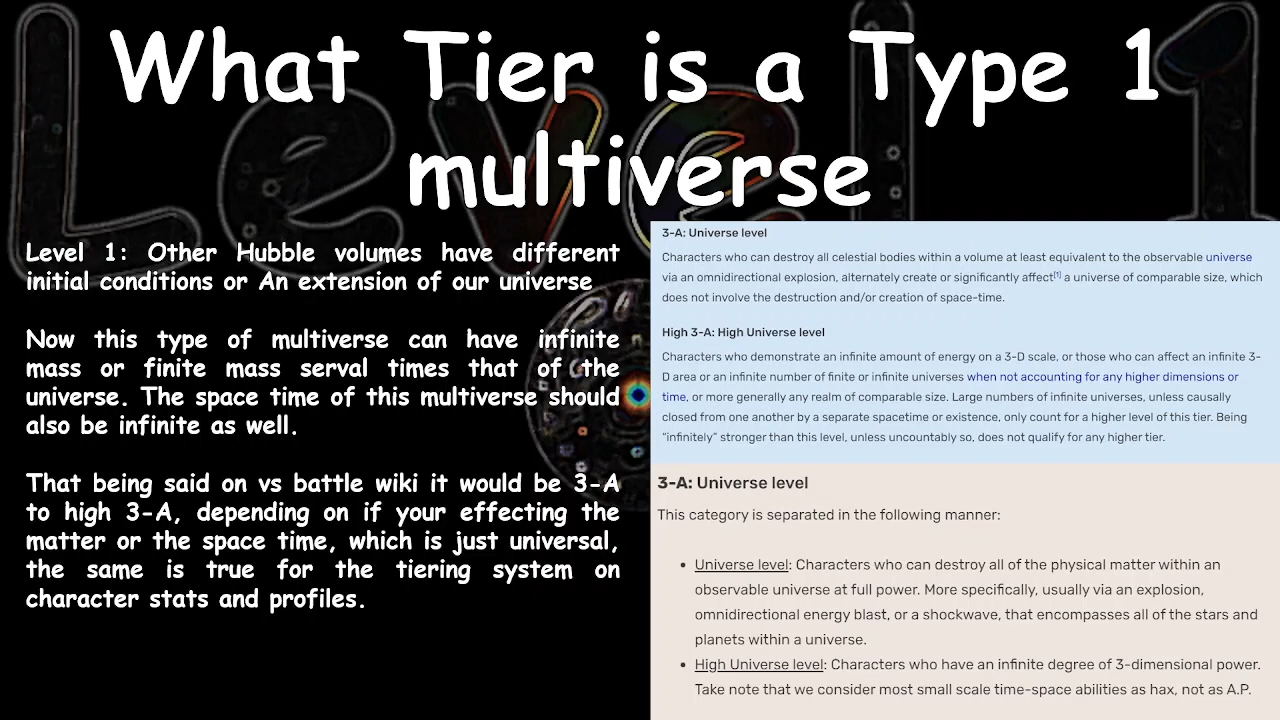 What Tier is a Type 1
multiverse
Level 1: Other Hubble volumes have different
initial conditions or An extension of our universe
Now this type of multiverse can have infinite
mass or finite mass serval times that of the
universe. The space time of this multiverse should
also be infinite as well.
That being said on vs battle wiki it would be 3-A
to high 3-A, depending on if your effecting the
matter or the space time, which is just universal,
the same is true for the tiering system on
character stats and profiles.
3-A: Universe level
Characters who can destroy all celestial bodies within a volume at least equivalent to the observable universe
via an omnidirectional explosion, alternately create or significantly affect[1] a universe of comparable size, which
does not involve the destruction and/or creation of space-time.
High 3-A: High Universe level
Characters who demonstrate an infinite amount of energy on a 3-D scale, or those who can affect an infinite 3-
D area or an infinite number of finite or infinite universes when not accounting for any higher dimensions or
time, or more generally any realm of comparable size. Large numbers of infinite universes, unless causally
closed from one another by a separate spacetime or existence, only count for a higher level of this tier. Being
"infinitely" stronger than this level, unless uncountably so, does not qualify for any higher tier.
3-A: Universe level
This category is separated in the following manner:
• Universe level: Characters who can destroy all of the physical matter within an
observable universe at full power. More specifically, usually via an explosion,
omnidirectional energy blast, or a shockwave, that encompasses all of the stars and
planets within a universe.
• High Universe level: Characters who have an infinite degree of 3-dimensional power.
Take note that we consider most small scale time-space abilities as hax, not as A.P.
Level 1